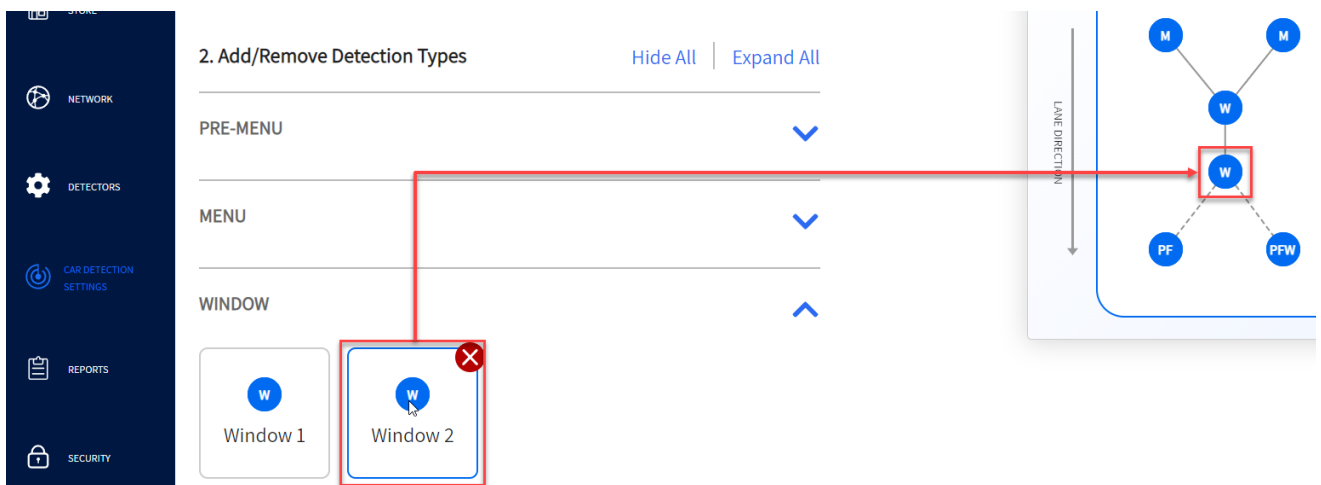 STORE
NETWORK
DETECTORS
CAR DETECTION
SETTINGS
REPORTS
SECURITY
2. Add/Remove Detection Types
Hide All
Expand All
PRE-MENU
MENU
WINDOW
W
Window 1
W
Window 2
LANE DIRECTION
M
M
W
W
PF
PFW